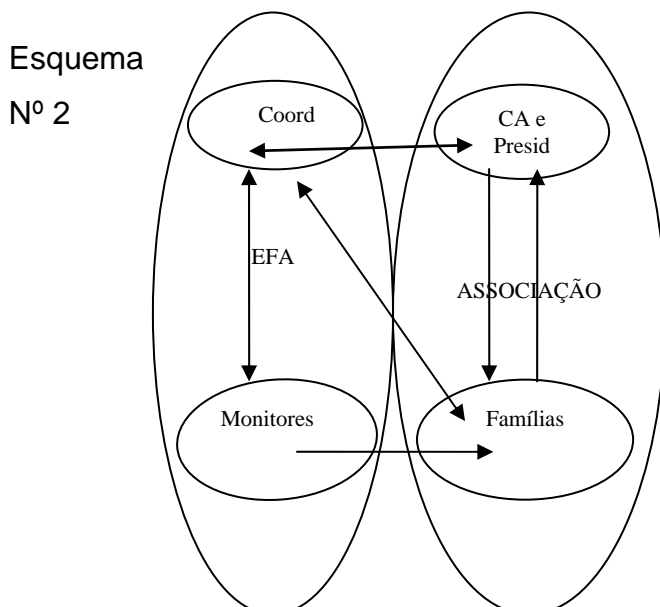 Esquema
Nº 2
Coord
CA e
Presid
EFA
ASSOCIAÇÃO
Monitores
Famílias